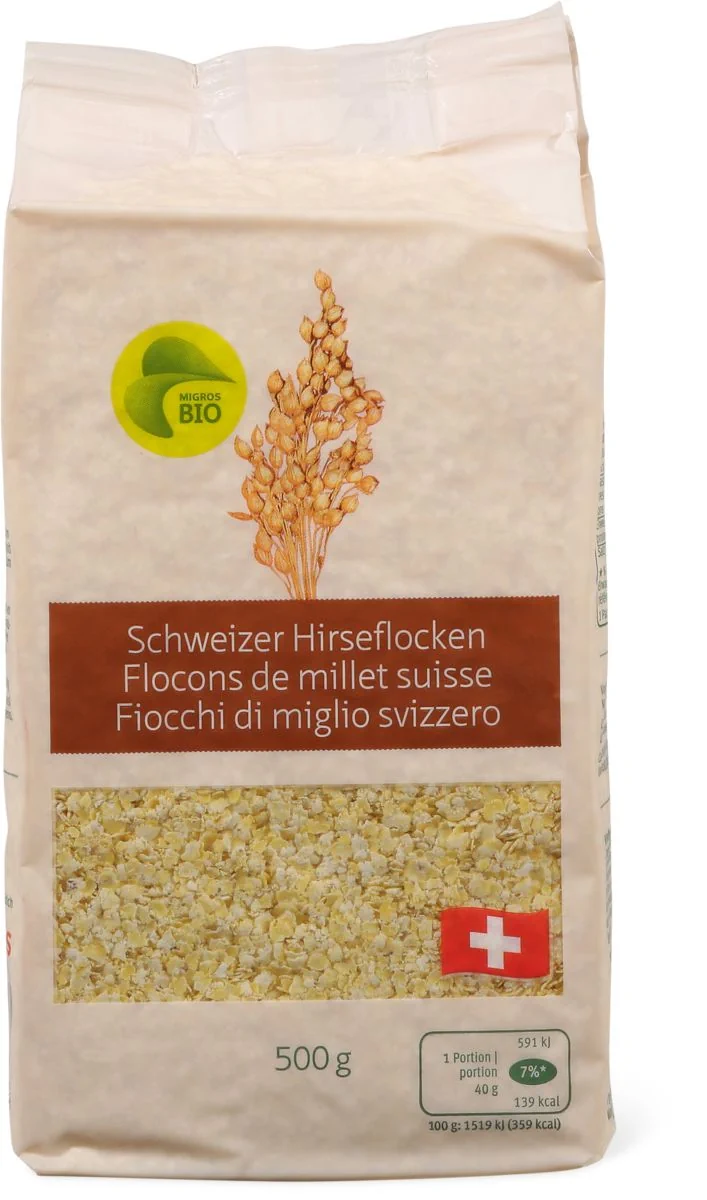 MIGROS
BIO
Schweizer Hirseflocken
Flocons de millet suisse
Fiocchi di miglio svizzero
500 g
591 kJ
1 Portion |
portion
7%*
40 g
139 kcal
100 g: 1519 kJ (359 kcal)